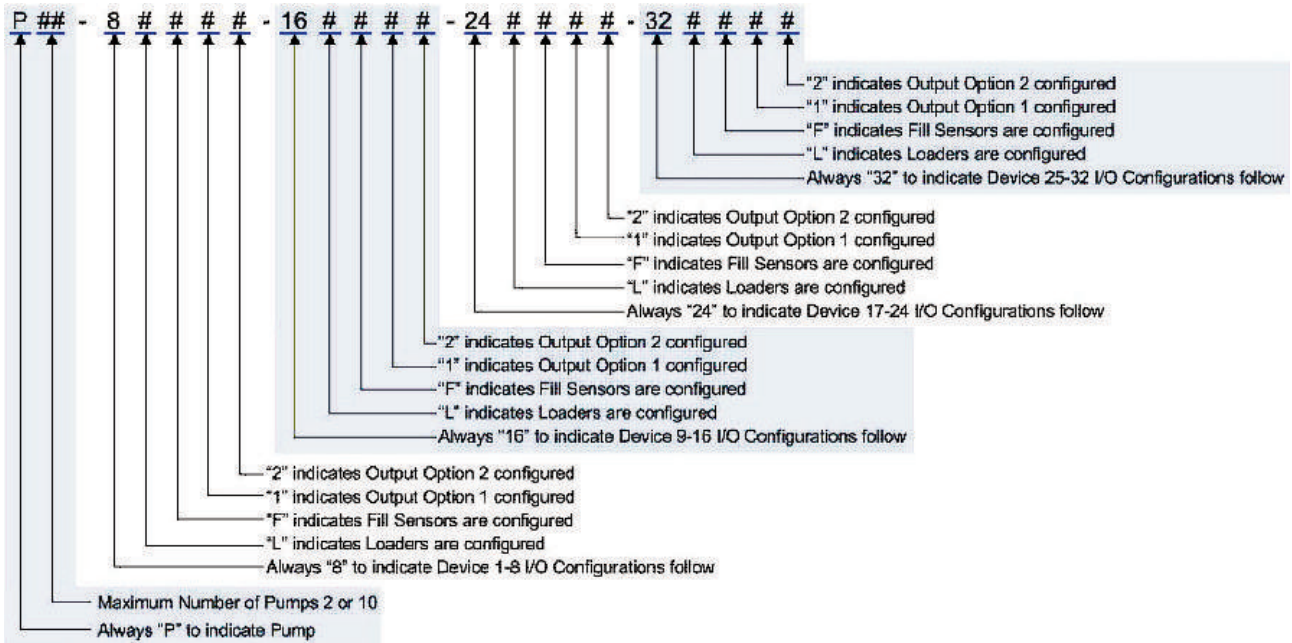 P ## - 8 # # # # - 16 # # # # - 24 # # # # - 32 # # # #
"2" indicates Output Option 2 configured
"1" indicates Output Option 1 configured
"F" indicates Fill Sensors are configured
"L" indicates Loaders are configured
Always "32" to indicate Device 25-32 I/O Configurations follow
"2" indicates Output Option 2 configured
"1" indicates Output Option 1 configured
"F" indicates Fill Sensors are configured
"L" indicates Loaders are configured
Always "24" to indicate Device 17-24 I/O Configurations follow
"2" indicates Output Option 2 configured
"1" indicates Output Option 1 configured
"F" indicates Fill Sensors are configured
"L" indicates Loaders are configured
Always "16" to indicate Device 9-16 I/O Configurations follow
"2" indicates Output Option 2 configured
"1" indicates Output Option 1 configured
"F" indicates Fill Sensors are configured
"L" indicates Loaders are configured
Always "8" to indicate Device 1-8 I/O Configurations follow
Maximum Number of Pumps 2 or 10
Always "P" to indicate Pump